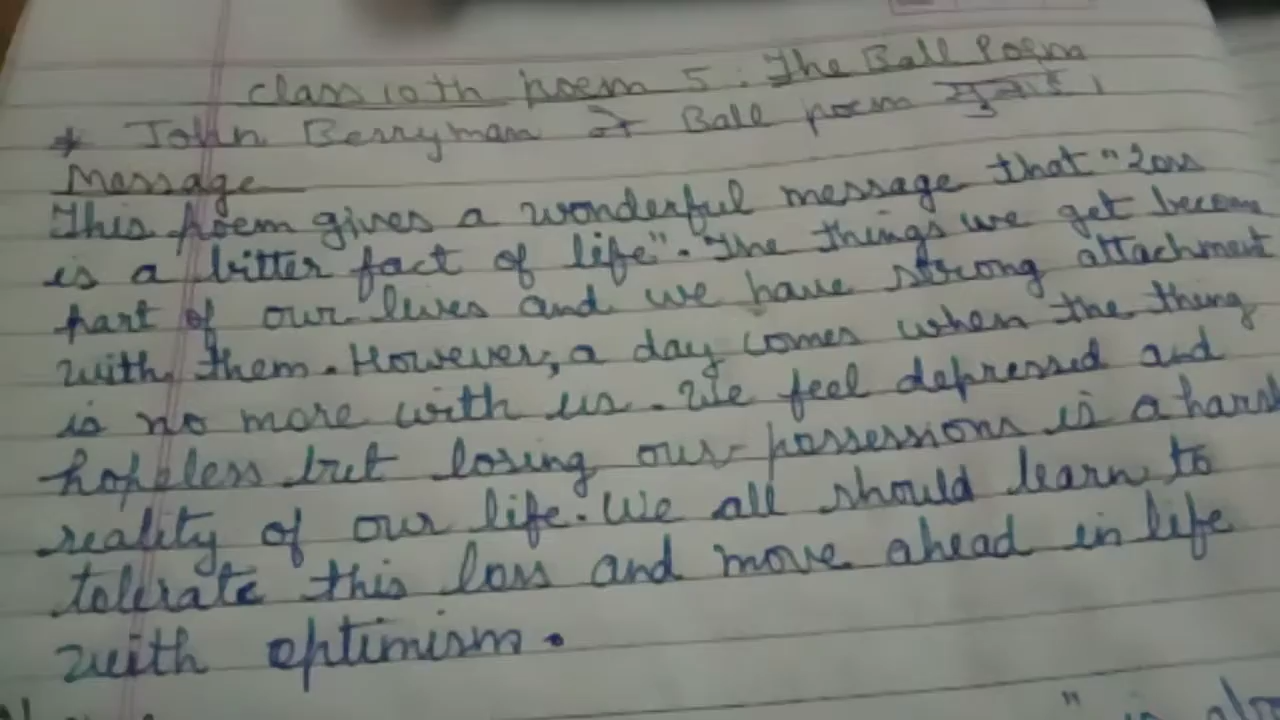 class 10th poem 5. The Ball Poem
* John Berryman ने Ball poem
Message
This poem gives a wonderful message that "Loss
is a bitter fact of life". The things we get become
part of our lives and we have strong attachment
with them. However, a day comes when the thing
is no more with us. We feel depressed and
hopeless but losing our possessions is a harsh
reality of our life. We all should learn to
tolerate this loss and move ahead in life
with optimism.